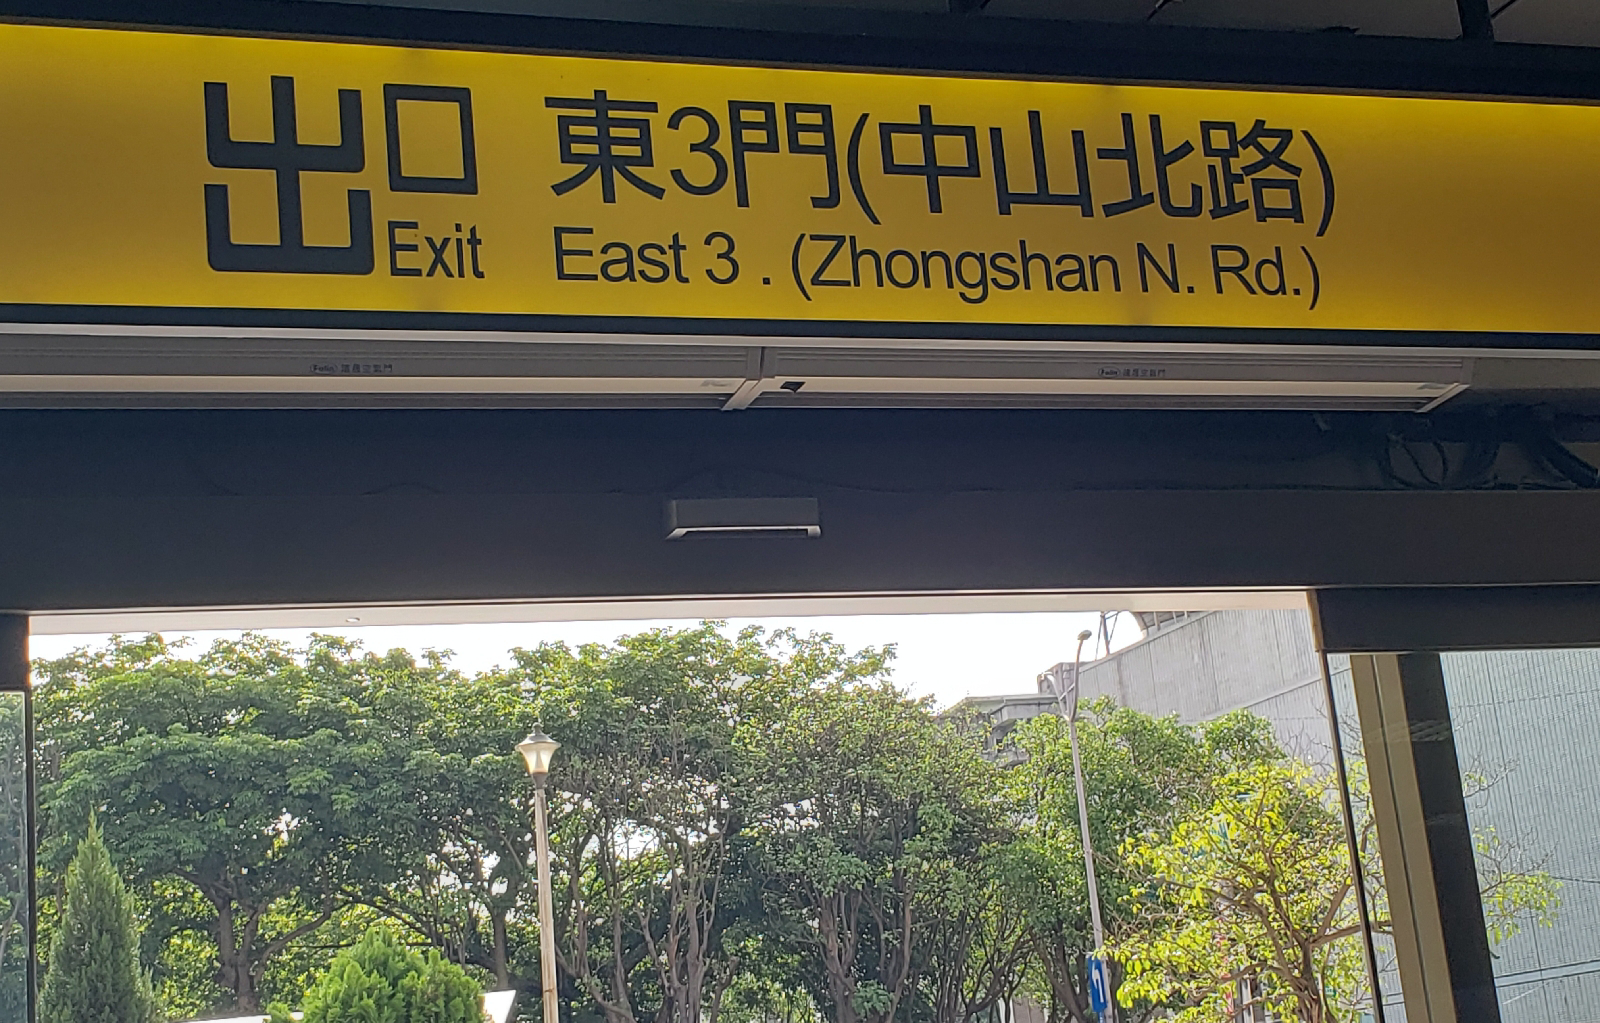 出口 東3門(中山北路)
Exit East 3 . (Zhongshan N. Rd.)